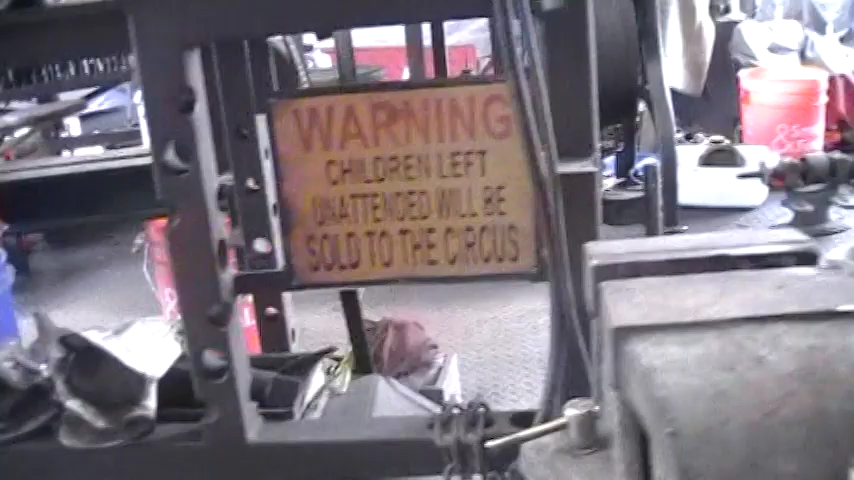 WARNING
CHILDREN LEFT
UNATTENDED WILL BE
SOLD TO THE CIRCUS